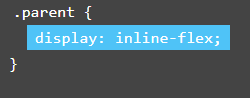 .parent {
display: inline-flex;
}